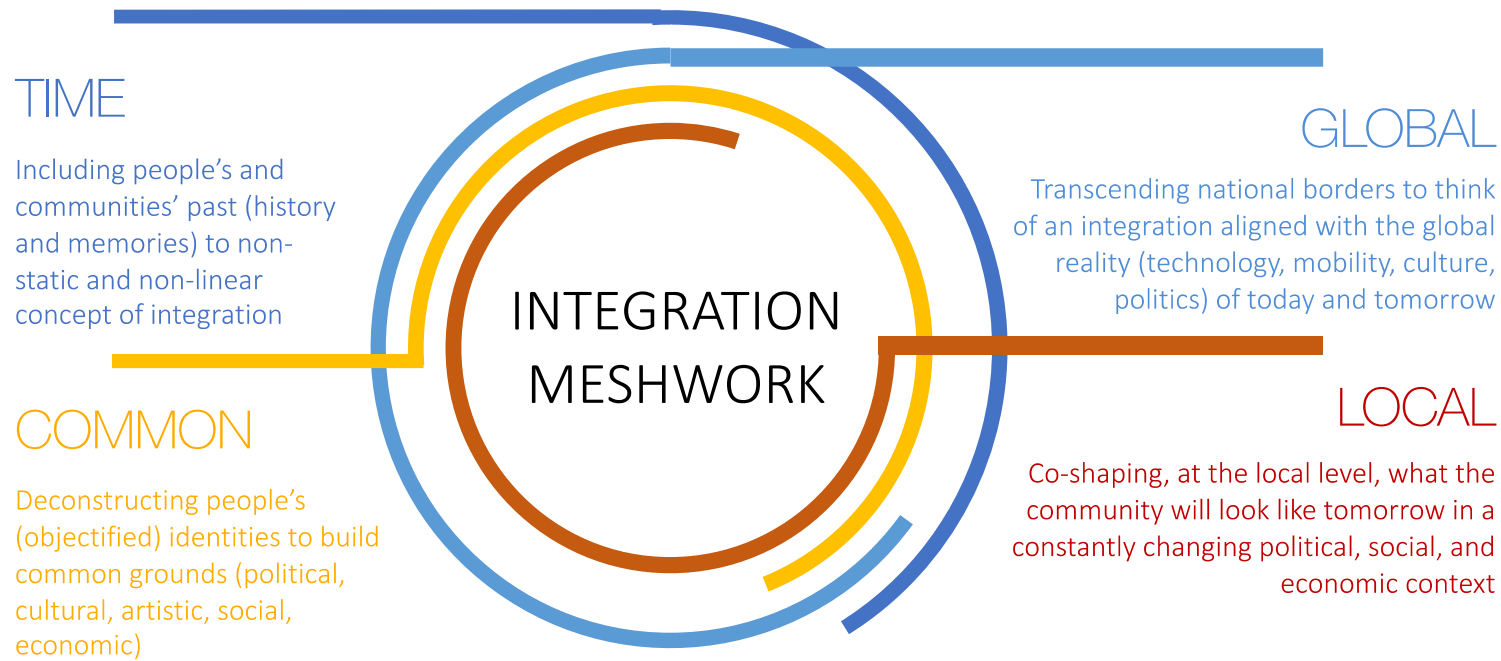 TIME
Including people’s and
communities’ past (history
and memories) to non-
static and non-linear
concept of integration
COMMON
Deconstructing people’s
(objectified) identities to build
common grounds (political,
cultural, artistic, social,
economic)
INTEGRATION
MESHWORK
GLOBAL
Transcending national borders to think
of an integration aligned with the global
reality (technology, mobility, culture,
politics) of today and tomorrow
LOCAL
Co-shaping, at the local level, what the
community will look like tomorrow in a
constantly changing political, social, and
economic context